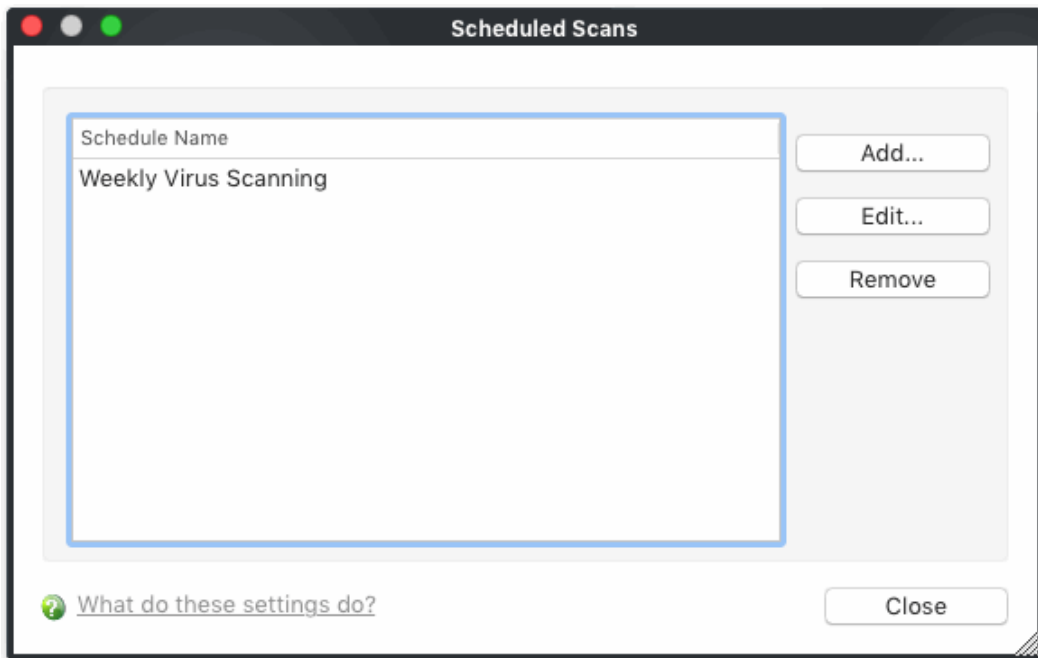 Scheduled Scans
Schedule Name
Weekly Virus Scanning
Add...
Edit...
Remove
What do these settings do?
Close